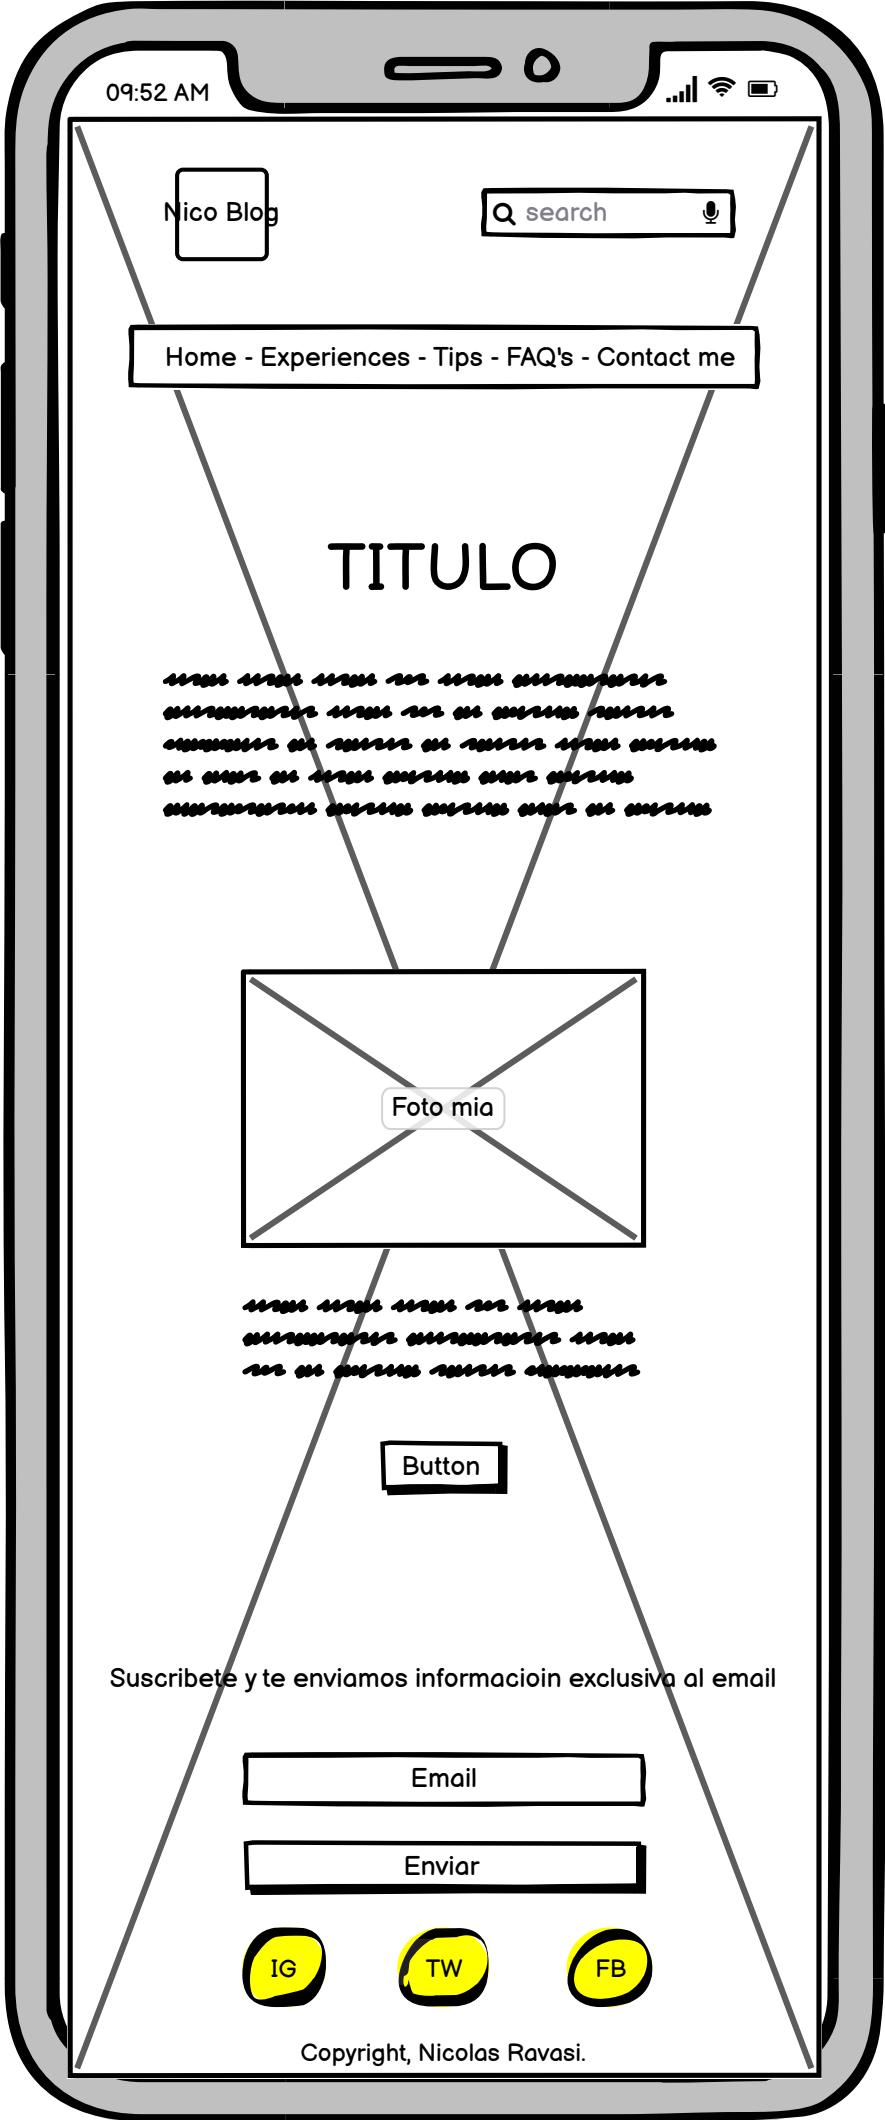 09:52 AM
Nico Blog
search
Home - Experiences - Tips - FAQ's - Contact me
TITULO
Foto mia
Button
Suscribete y te enviamos informacioin exclusiva al email
Email
Enviar
IG TW FB
Copyright, Nicolas Ravasi.